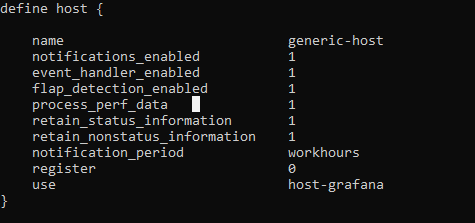 define host {
name generic-host
notifications_enabled 1
event_handler_enabled 1
flap_detection_enabled 1
process_perf_data 1
retain_status_information 1
retain_nonstatus_information 1
notification_period workhours
register 0
use host-grafana
}